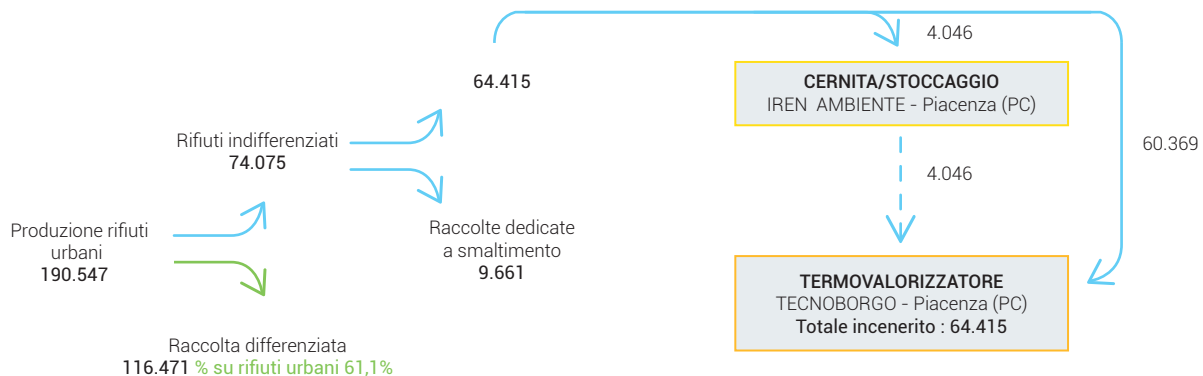 Produzione rifiuti
urbani
190.547
Rifiuti indifferenziati
74.075
Raccolta differenziata
116.471 % su rifiuti urbani 61,1%
64.415
Raccolte dedicate
a smaltimento
9.661
4.046
CERNITA/STOCCAGGIO
IREN AMBIENTE - Piacenza (PC)
4.046
60.369
TERMOVALORIZZATORE
TECNOBORGO - Piacenza (PC)
Totale incenerito : 64.415